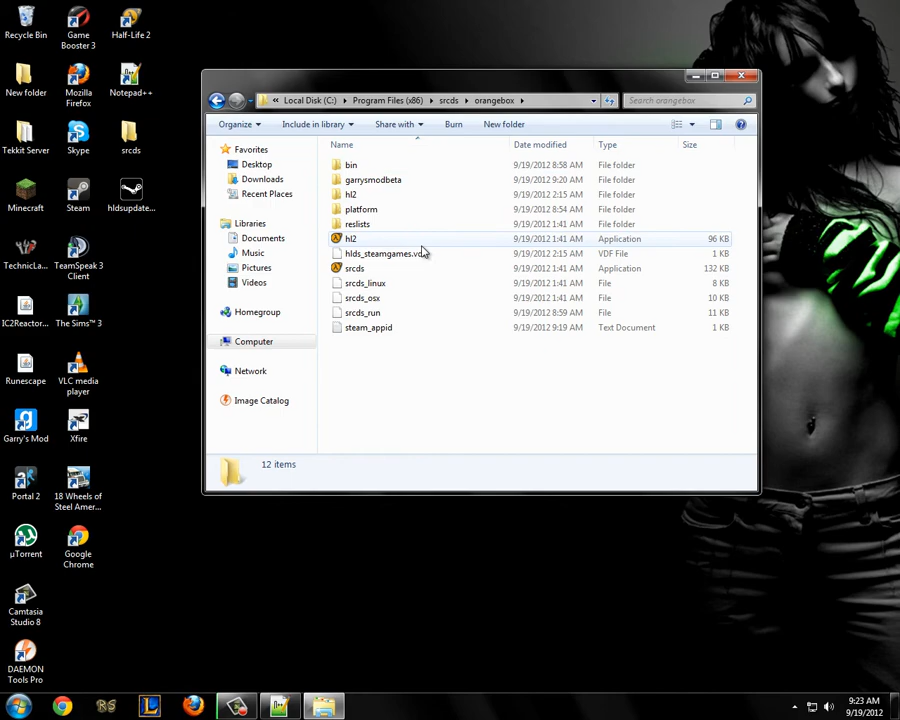 Recycle Bin
Game
Booster 3
Half-Life 2
New folder
Mozilla
Firefox
Notepad++
Tekkit Server
Skype
srcds
Minecraft
Steam
hldsupdate...
TechnicLa...
TeamSpeak
3 Client
IC2Reactor...
The Sims™ 3
Runescape
VLC media
player
Garry's Mod
Xfire
Portal 2
18 Wheels of
Steel Amer...
µTorrent
Google
Chrome
Camtasia
Studio 8
DAEMON
Tools Pro
« Local Disk (C:) Program Files (x86) srcds orangebox
Search orangebox
Organize Include in library Share with Burn New folder
Name Date modified Type Size
Favorites
Desktop
Downloads
Recent Places
Libraries
Documents
Music
Pictures
Videos
Homegroup
Computer
Network
Image Catalog
bin 9/19/2012 8:58 AM File folder
garrysmodbeta 9/19/2012 9:20 AM File folder
hl2 9/19/2012 2:15 AM File folder
platform 9/19/2012 8:54 AM File folder
reslists 9/19/2012 1:41 AM File folder
hl2 9/19/2012 1:41 AM Application 96 KB
hlds_steamgames.vd 9/19/2012 2:15 AM VDF File 1 KB
srcds 9/19/2012 1:41 AM Application 132 KB
srcds_linux 9/19/2012 1:41 AM File 8 KB
srcds_osx 9/19/2012 1:41 AM File 10 KB
srcds_run 9/19/2012 8:59 AM File 11 KB
steam_appid 9/19/2012 9:19 AM Text Document 1 KB
12 items
RS
9:23 AM
9/19/2012